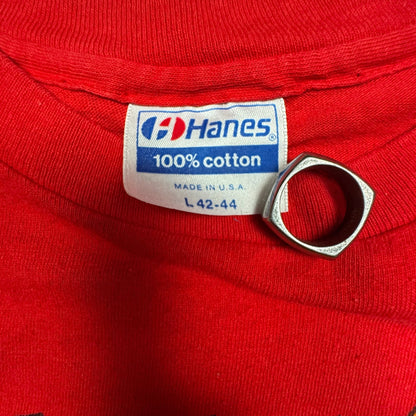 Hanes
100% cotton
MADE IN U.S.A.
L 42-44